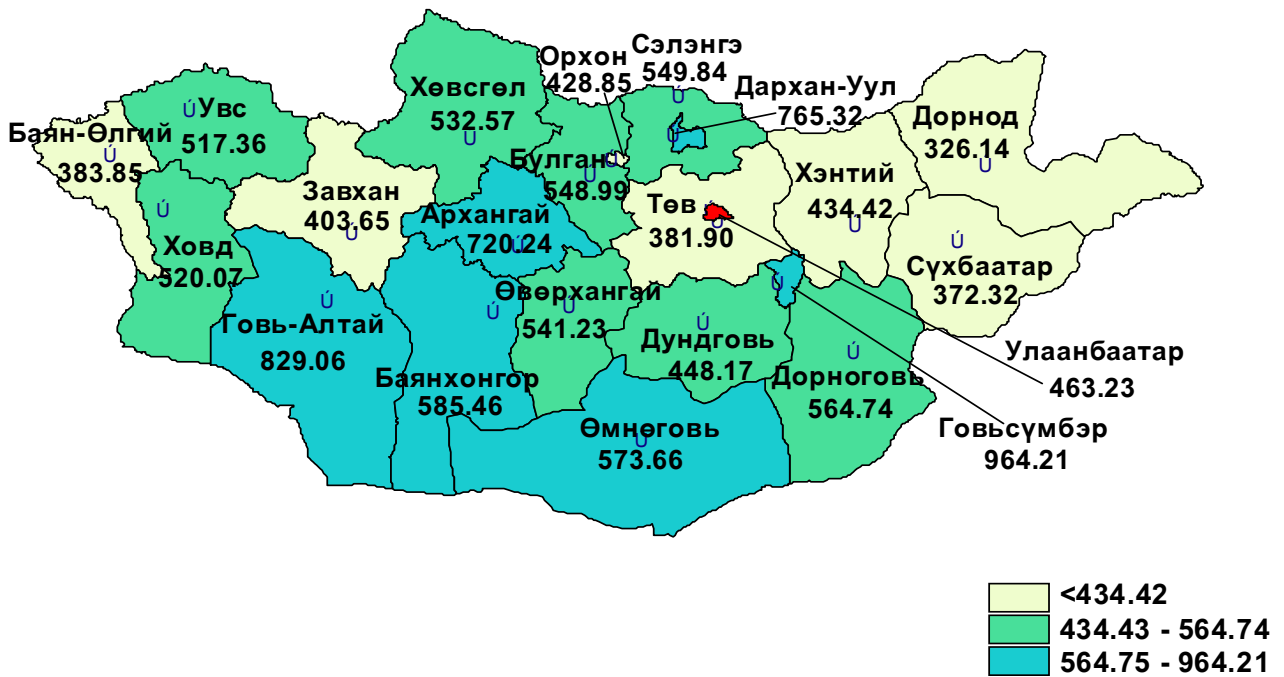 Сэлэнгэ
549.84
Орхон
428.85
Дархан-Уул
765.32
Хөвсгөл
532.57
Увс
517.36
Дорнод
326.14
Баян-Өлгий
383.85
Булган
548.99
Хэнтий
434.42
Завхан
403.65
Төв
381.90
Архангай
720.24
Ховд
520.07
Сүхбаатар
372.32
Өвөрхангай
541.23
Говь-Алтай
829.06
Дундговь
448.17
Улаанбаатар
463.23
Баянхонгор
585.46
Дорноговь
564.74
Өмнөговь
573.66
Говьсүмбэр
964.21
<434.42
434.43 - 564.74
564.75 - 964.21